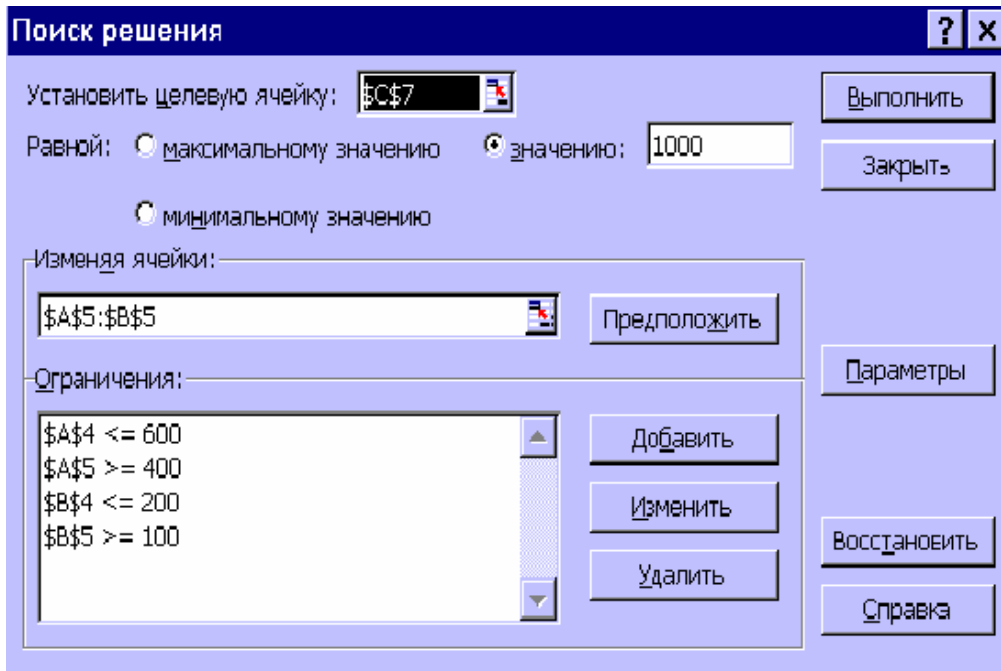 Поиск решения
Установить целевую ячейку: $C$7
Выполнить
Равной: максимальному значению значению: 1000
Закрыть
минимальному значению
Изменяя ячейки:
$A$5:$B$5
Предположить
Параметры
Ограничения:
$A$4 <= 600
$A$5 >= 400
$B$4 <= 200
$B$5 >= 100
Добавить
Изменить
Удалить
Восстановить
Справка